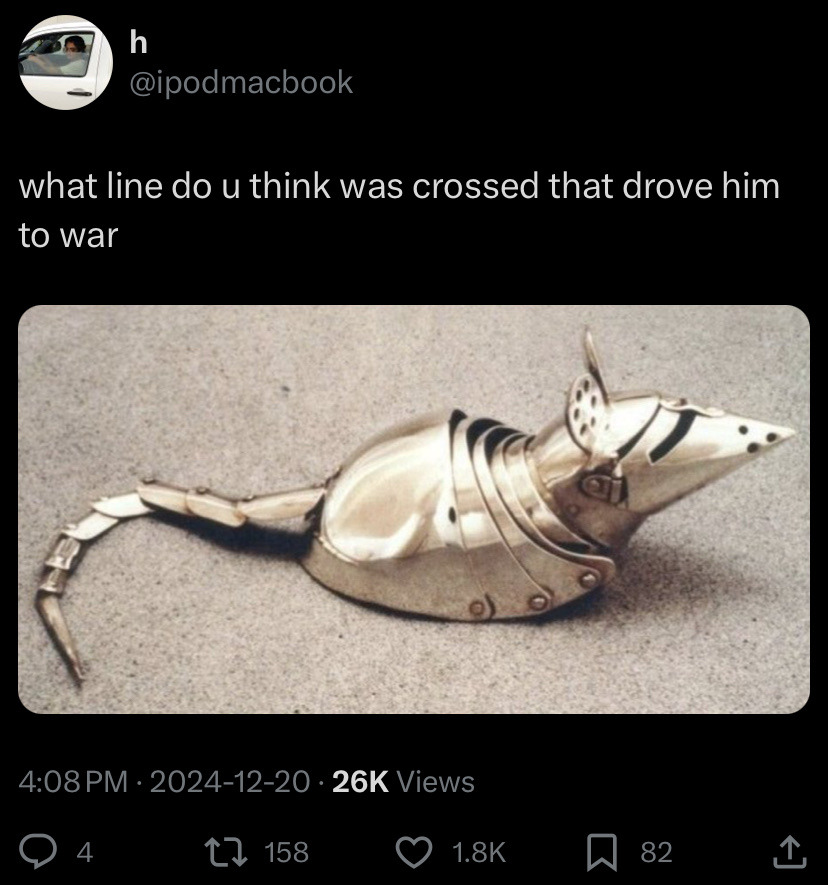 h
@ipodmacbook
what line do u think was crossed that drove him
to war
4:08 PM · 2024-12-20 · 26K Views
4
158
1.8K
82